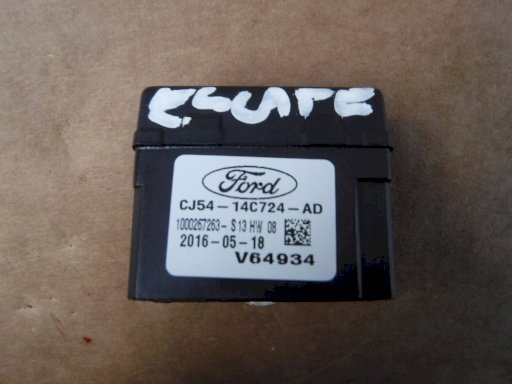 ESCAPE
Ford
CJ54-14C724-AD
1000267263-S13 HW 08
2016-05-18
V64934